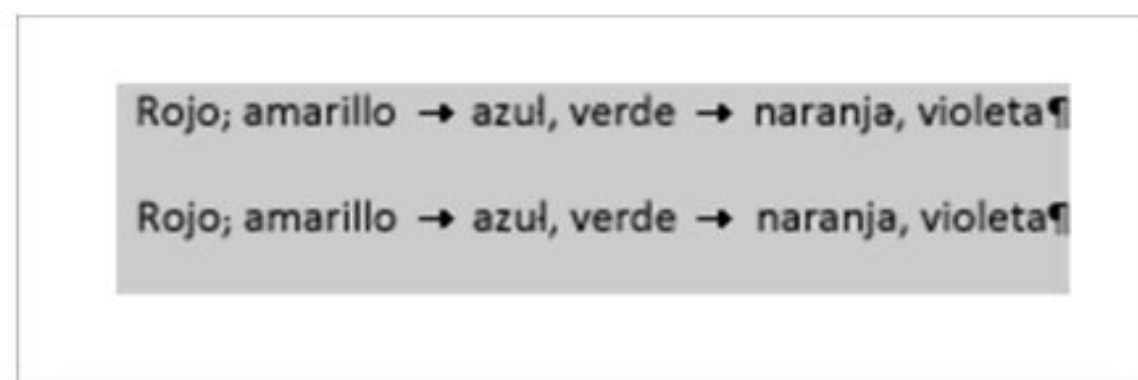 Rojo; amarillo → azul, verde → naranja, violeta¶
Rojo; amarillo → azul, verde → naranja, violeta¶